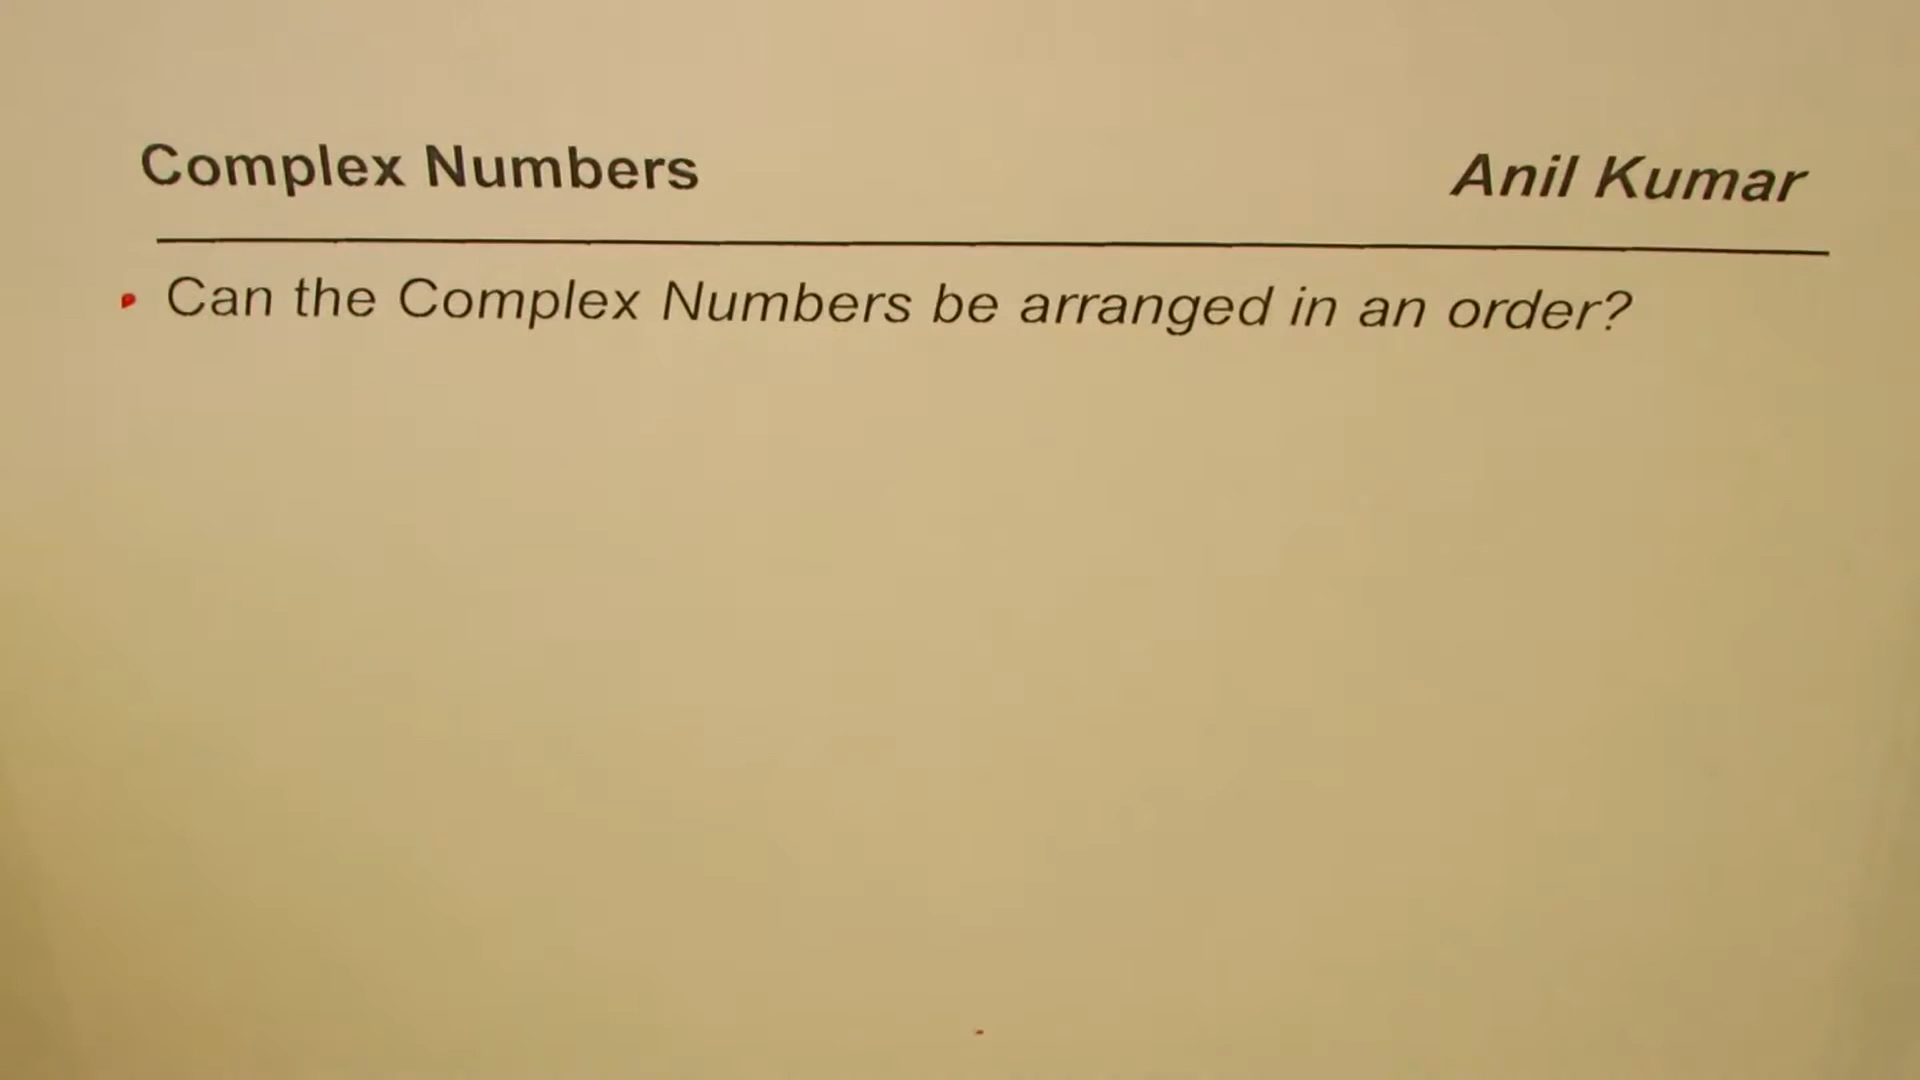 Complex Numbers Anil Kumar
• Can the Complex Numbers be arranged in an order?